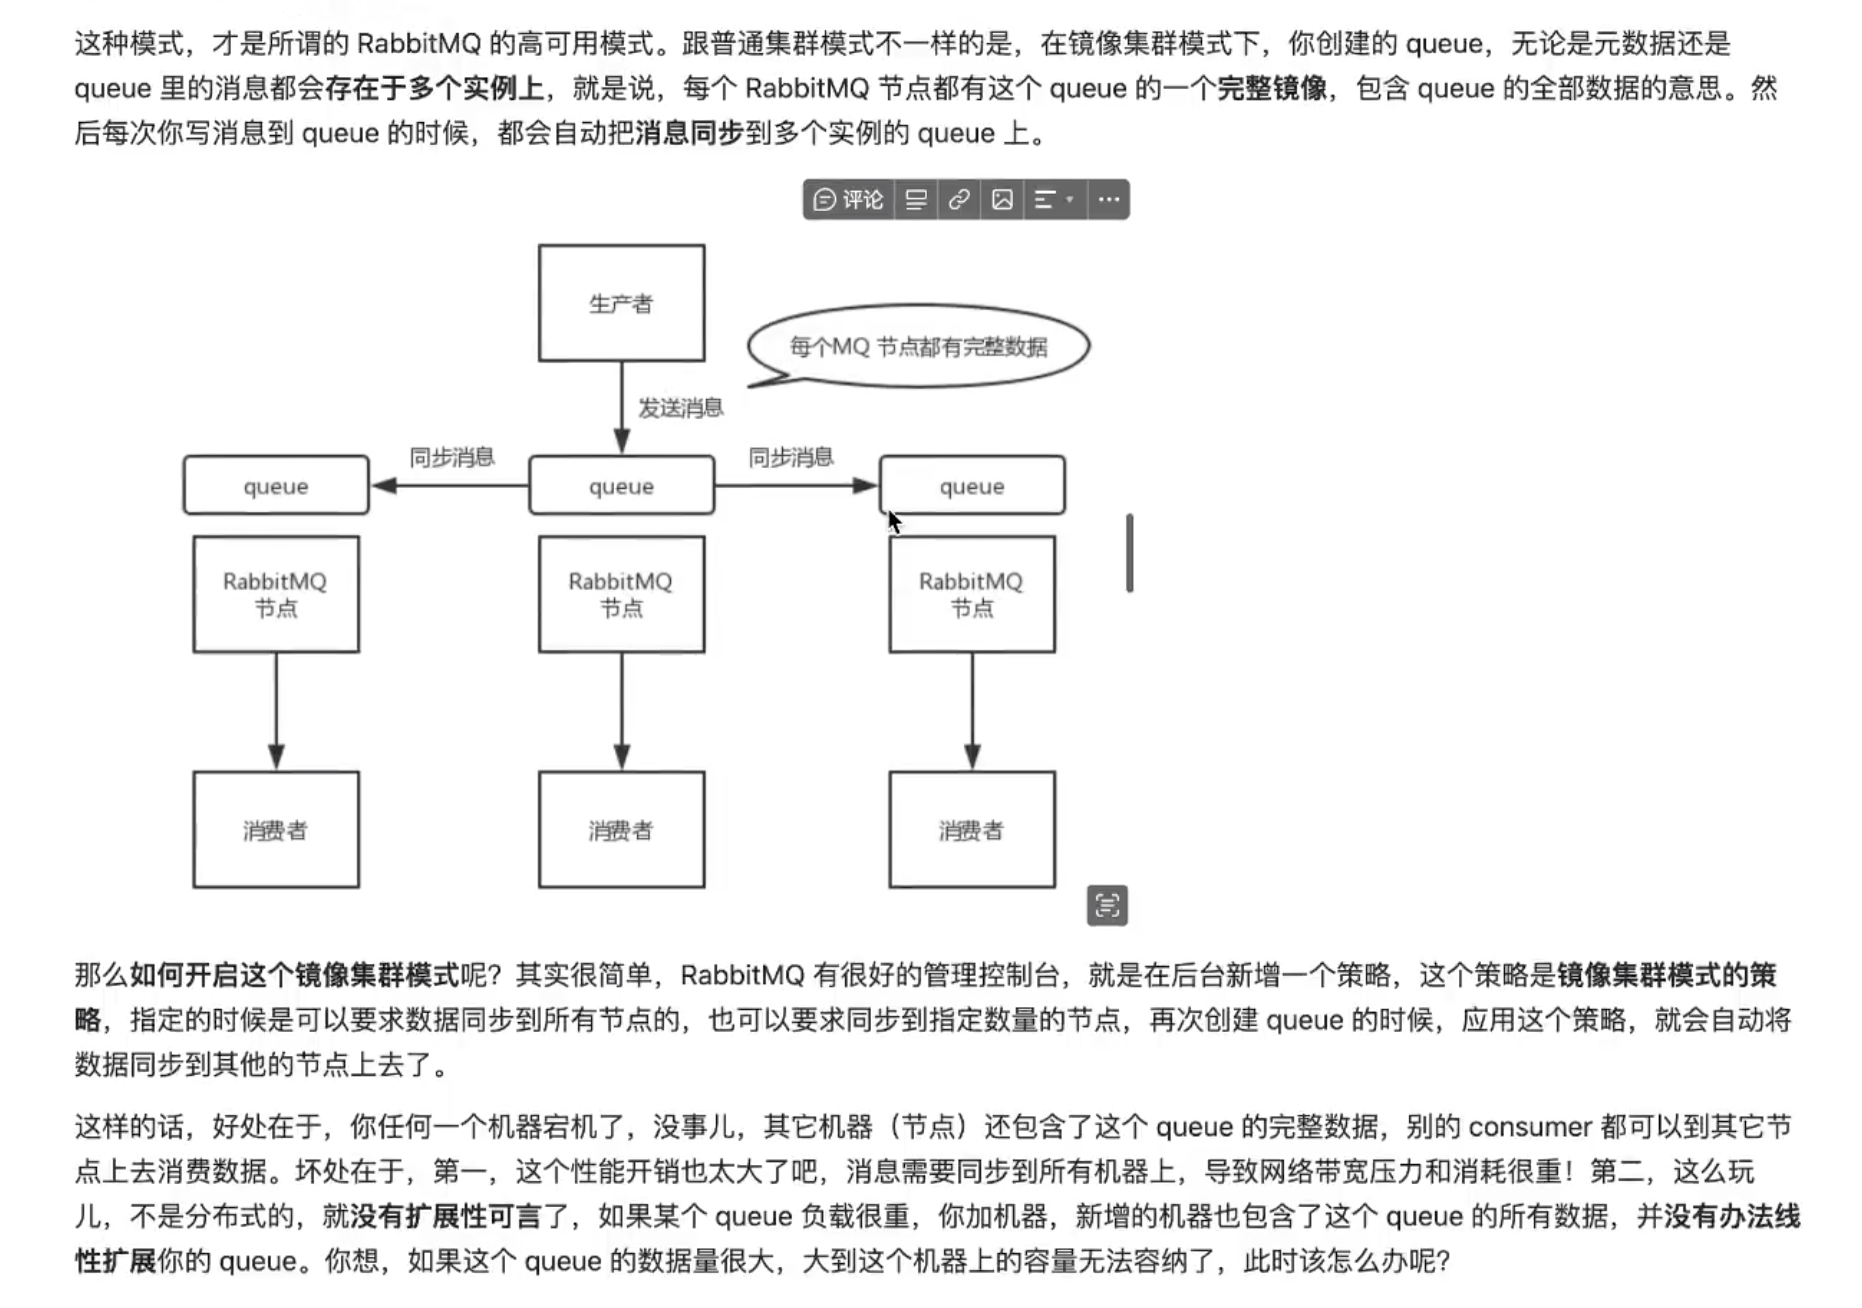 这种模式，才是所谓的 RabbitMQ 的高可用模式。跟普通集群模式不一样的是，在镜像集群模式下，你创建的 queue，无论是元数据还是
queue 里的消息都会存在于多个实例上，就是说，每个 RabbitMQ 节点都有这个 queue 的一个完整镜像，包含 queue 的全部数据的意思。然
后每次你写消息到 queue 的时候，都会自动把消息同步到多个实例的 queue 上。
评论
生产者
每个MQ 节点都有完整数据
发送消息
同步消息
同步消息
queue
queue
queue
RabbitMQ
节点
RabbitMQ
节点
RabbitMQ
节点
消费者
消费者
消费者
那么如何开启这个镜像集群模式呢？其实很简单，RabbitMQ 有很好的管理控制台，就是在后台新增一个策略，这个策略是镜像集群模式的策
略，指定的时候是可以要求数据同步到所有节点的，也可以要求同步到指定数量的节点，再次创建 queue 的时候，应用这个策略，就会自动将
数据同步到其他的节点上去了。
这样的话，好处在于，你任何一个机器宕机了，没事儿，其它机器（节点）还包含了这个 queue 的完整数据，别的 consumer 都可以到其它节
点上去消费数据。坏处在于，第一，这个性能开销也太大了吧，消息需要同步到所有机器上，导致网络带宽压力和消耗很重！第二，这么玩
儿，不是分布式的，就没有扩展性可言了，如果某个 queue 负载很重，你加机器，新增的机器也包含了这个 queue 的所有数据，并没有办法线
性扩展你的 queue。你想，如果这个 queue 的数据量很大，大到这个机器上的容量无法容纳了，此时该怎么办呢？